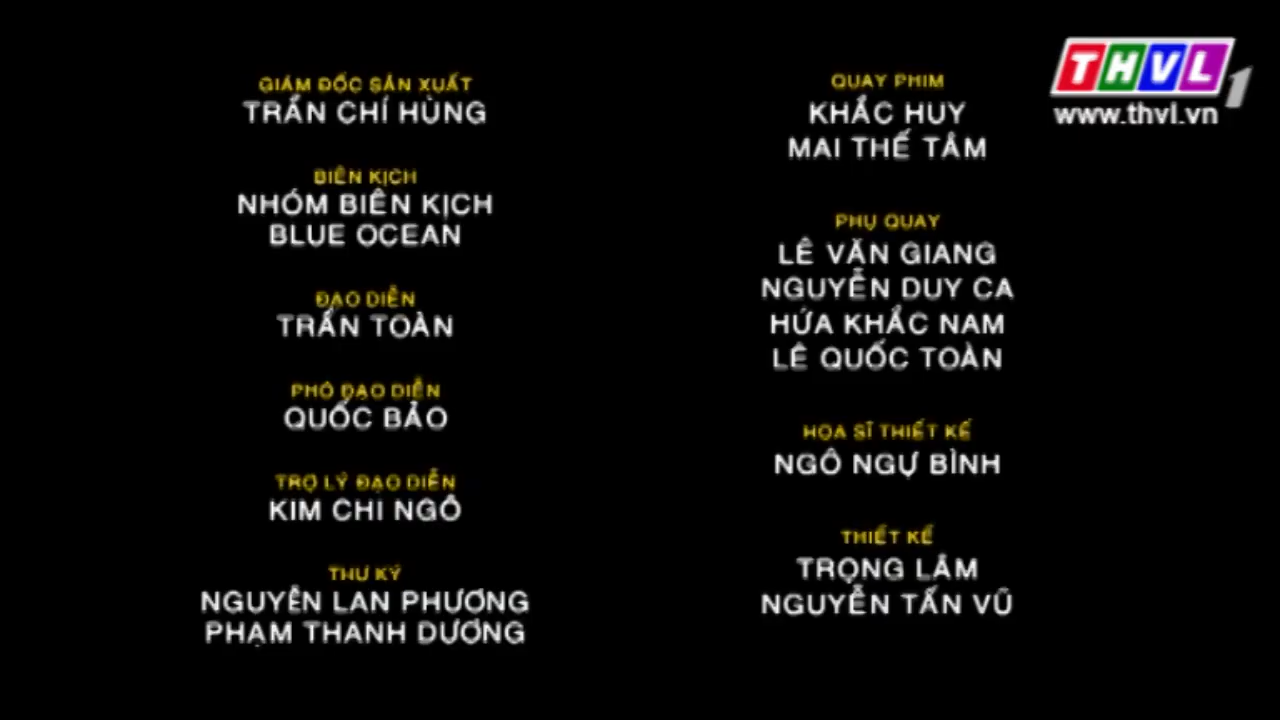 GIÁM ĐỐC SẢN XUẤT
TRẦN CHÍ HÙNG
BIÊN KỊCH
NHÓM BIÊN KỊCH
BLUE OCEAN
ĐẠO DIỄN
TRẦN TOÀN
PHÓ ĐẠO DIỄN
QUỐC BẢO
TRỢ LÝ ĐẠO DIỄN
KIM CHI NGÔ
THƯ KÝ
NGUYỄN LAN PHƯƠNG
PHẠM THANH DƯƠNG
QUAY PHIM
KHẮC HUY
MAI THẾ TÂM
PHỤ QUAY
LÊ VĂN GIANG
NGUYỄN DUY CA
HỨA KHẮC NAM
LÊ QUỐC TOÀN
HỌA SĨ THIẾT KẾ
NGÔ NGỰ BÌNH
THIẾT KẾ
TRỌNG LÂM
NGUYỄN TẤN VŨ
THVL1
www.thvl.vn